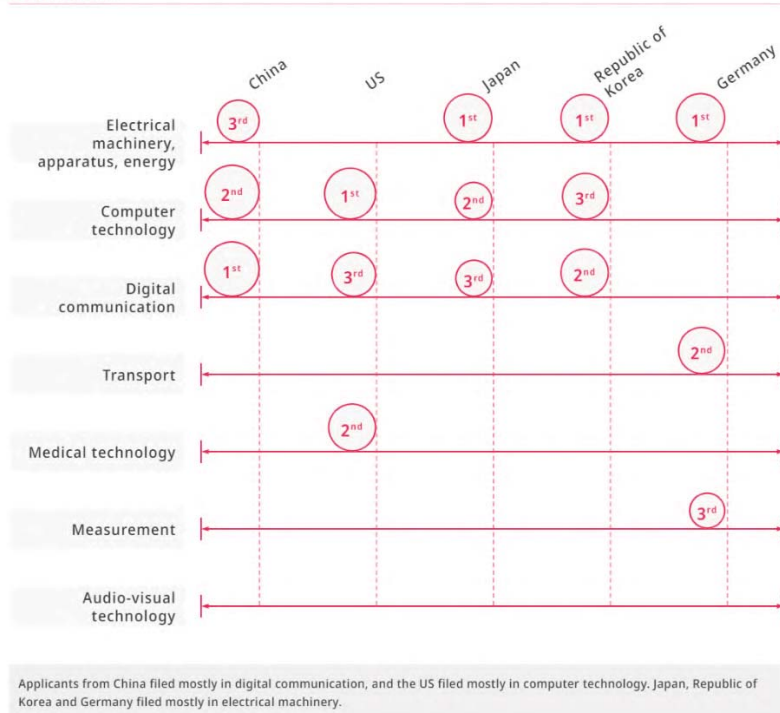 China
US
Japan
Republic of
Korea
Germany
Electrical
machinery,
apparatus, energy
3rd
1st
1st
1st
Computer
technology
2nd
1st
2nd
3rd
Digital
communication
1st
3rd
3rd
2nd
Transport
2nd
Medical technology
2nd
Measurement
3rd
Audio-visual
technology
Applicants from China filed mostly in digital communication, and the US filed mostly in computer technology. Japan, Republic of
Korea and Germany filed mostly in electrical machinery.